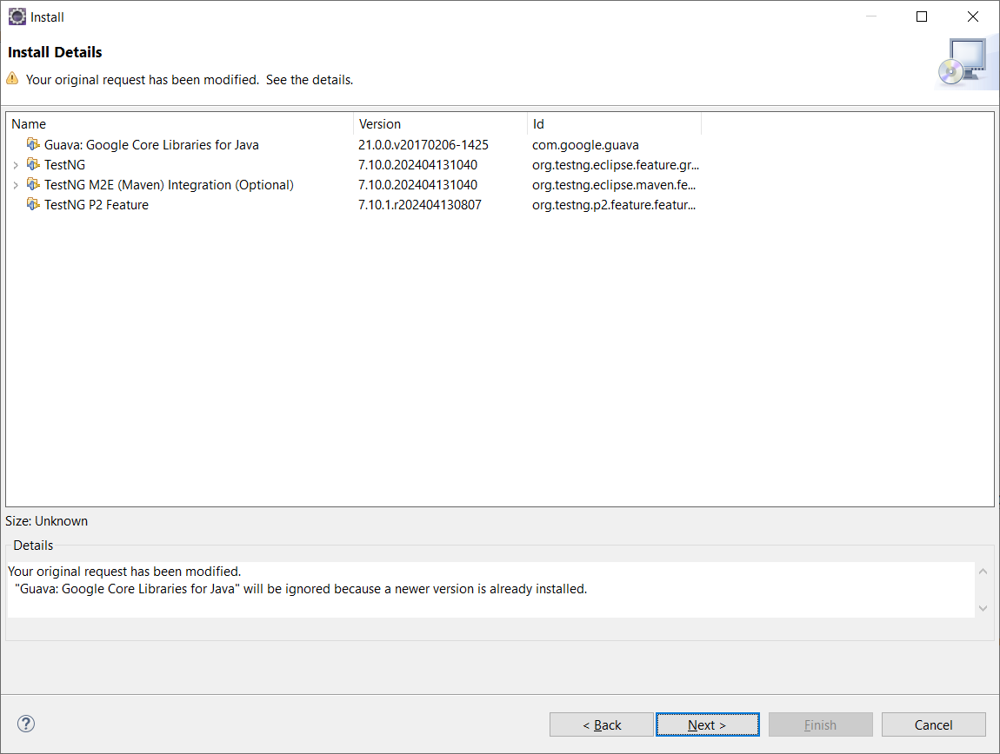 Install
Install Details
Your original request has been modified.  See the details.
Name Version Id
Guava: Google Core Libraries for Java 21.0.0.v20170206-1425 com.google.guava
TestNG 7.10.0.202404131040 org.testng.eclipse.feature.gr...
TestNG M2E (Maven) Integration (Optional) 7.10.0.202404131040 org.testng.eclipse.maven.fe...
TestNG P2 Feature 7.10.1.r202404130807 org.testng.p2.feature.featur...
Size: Unknown
Details
Your original request has been modified.
"Guava: Google Core Libraries for Java" will be ignored because a newer version is already installed.
? < Back Next > Finish Cancel